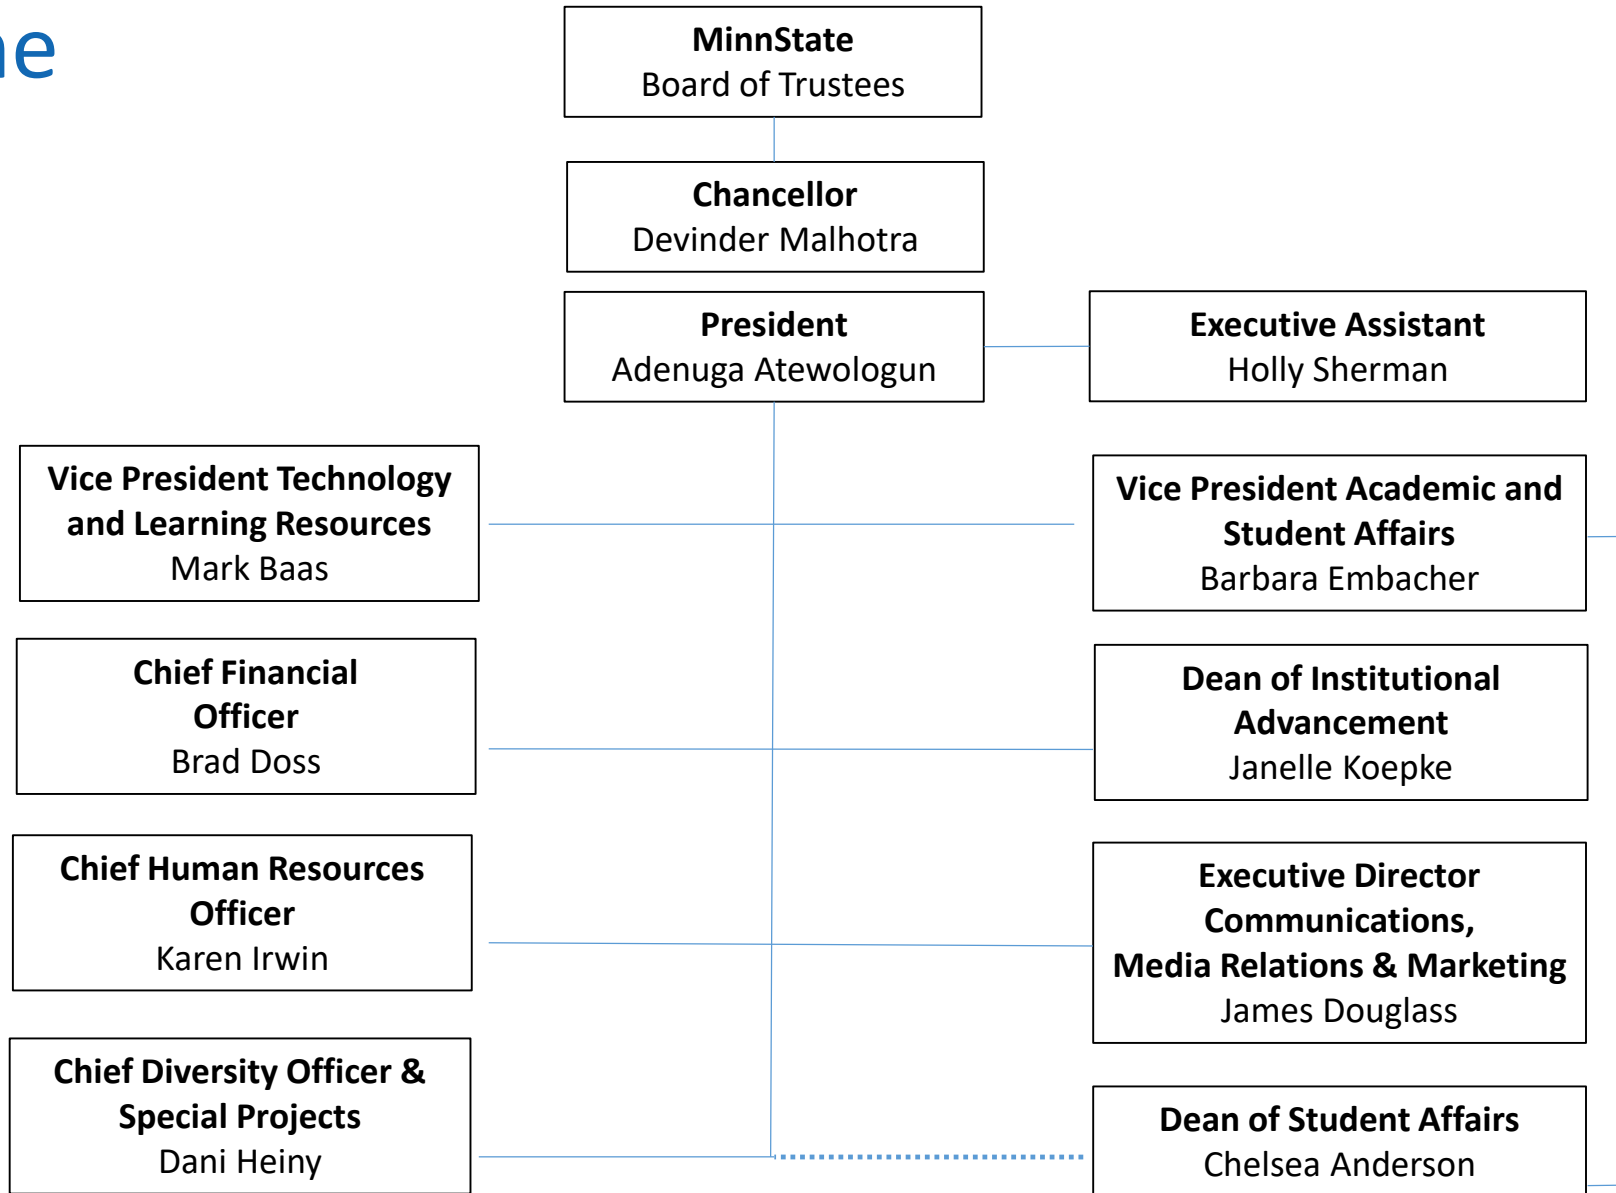 MinnState
Board of Trustees
Chancellor
Devinder Malhotra
President
Adenuga Atewologun
Executive Assistant
Holly Sherman
Vice President Technology
and Learning Resources
Mark Baas
Vice President Academic and
Student Affairs
Barbara Embacher
Chief Financial
Officer
Brad Doss
Dean of Institutional
Advancement
Janelle Koepke
Chief Human Resources
Officer
Karen Irwin
Executive Director
Communications,
Media Relations & Marketing
James Douglass
Chief Diversity Officer &
Special Projects
Dani Heiny
Dean of Student Affairs
Chelsea Anderson